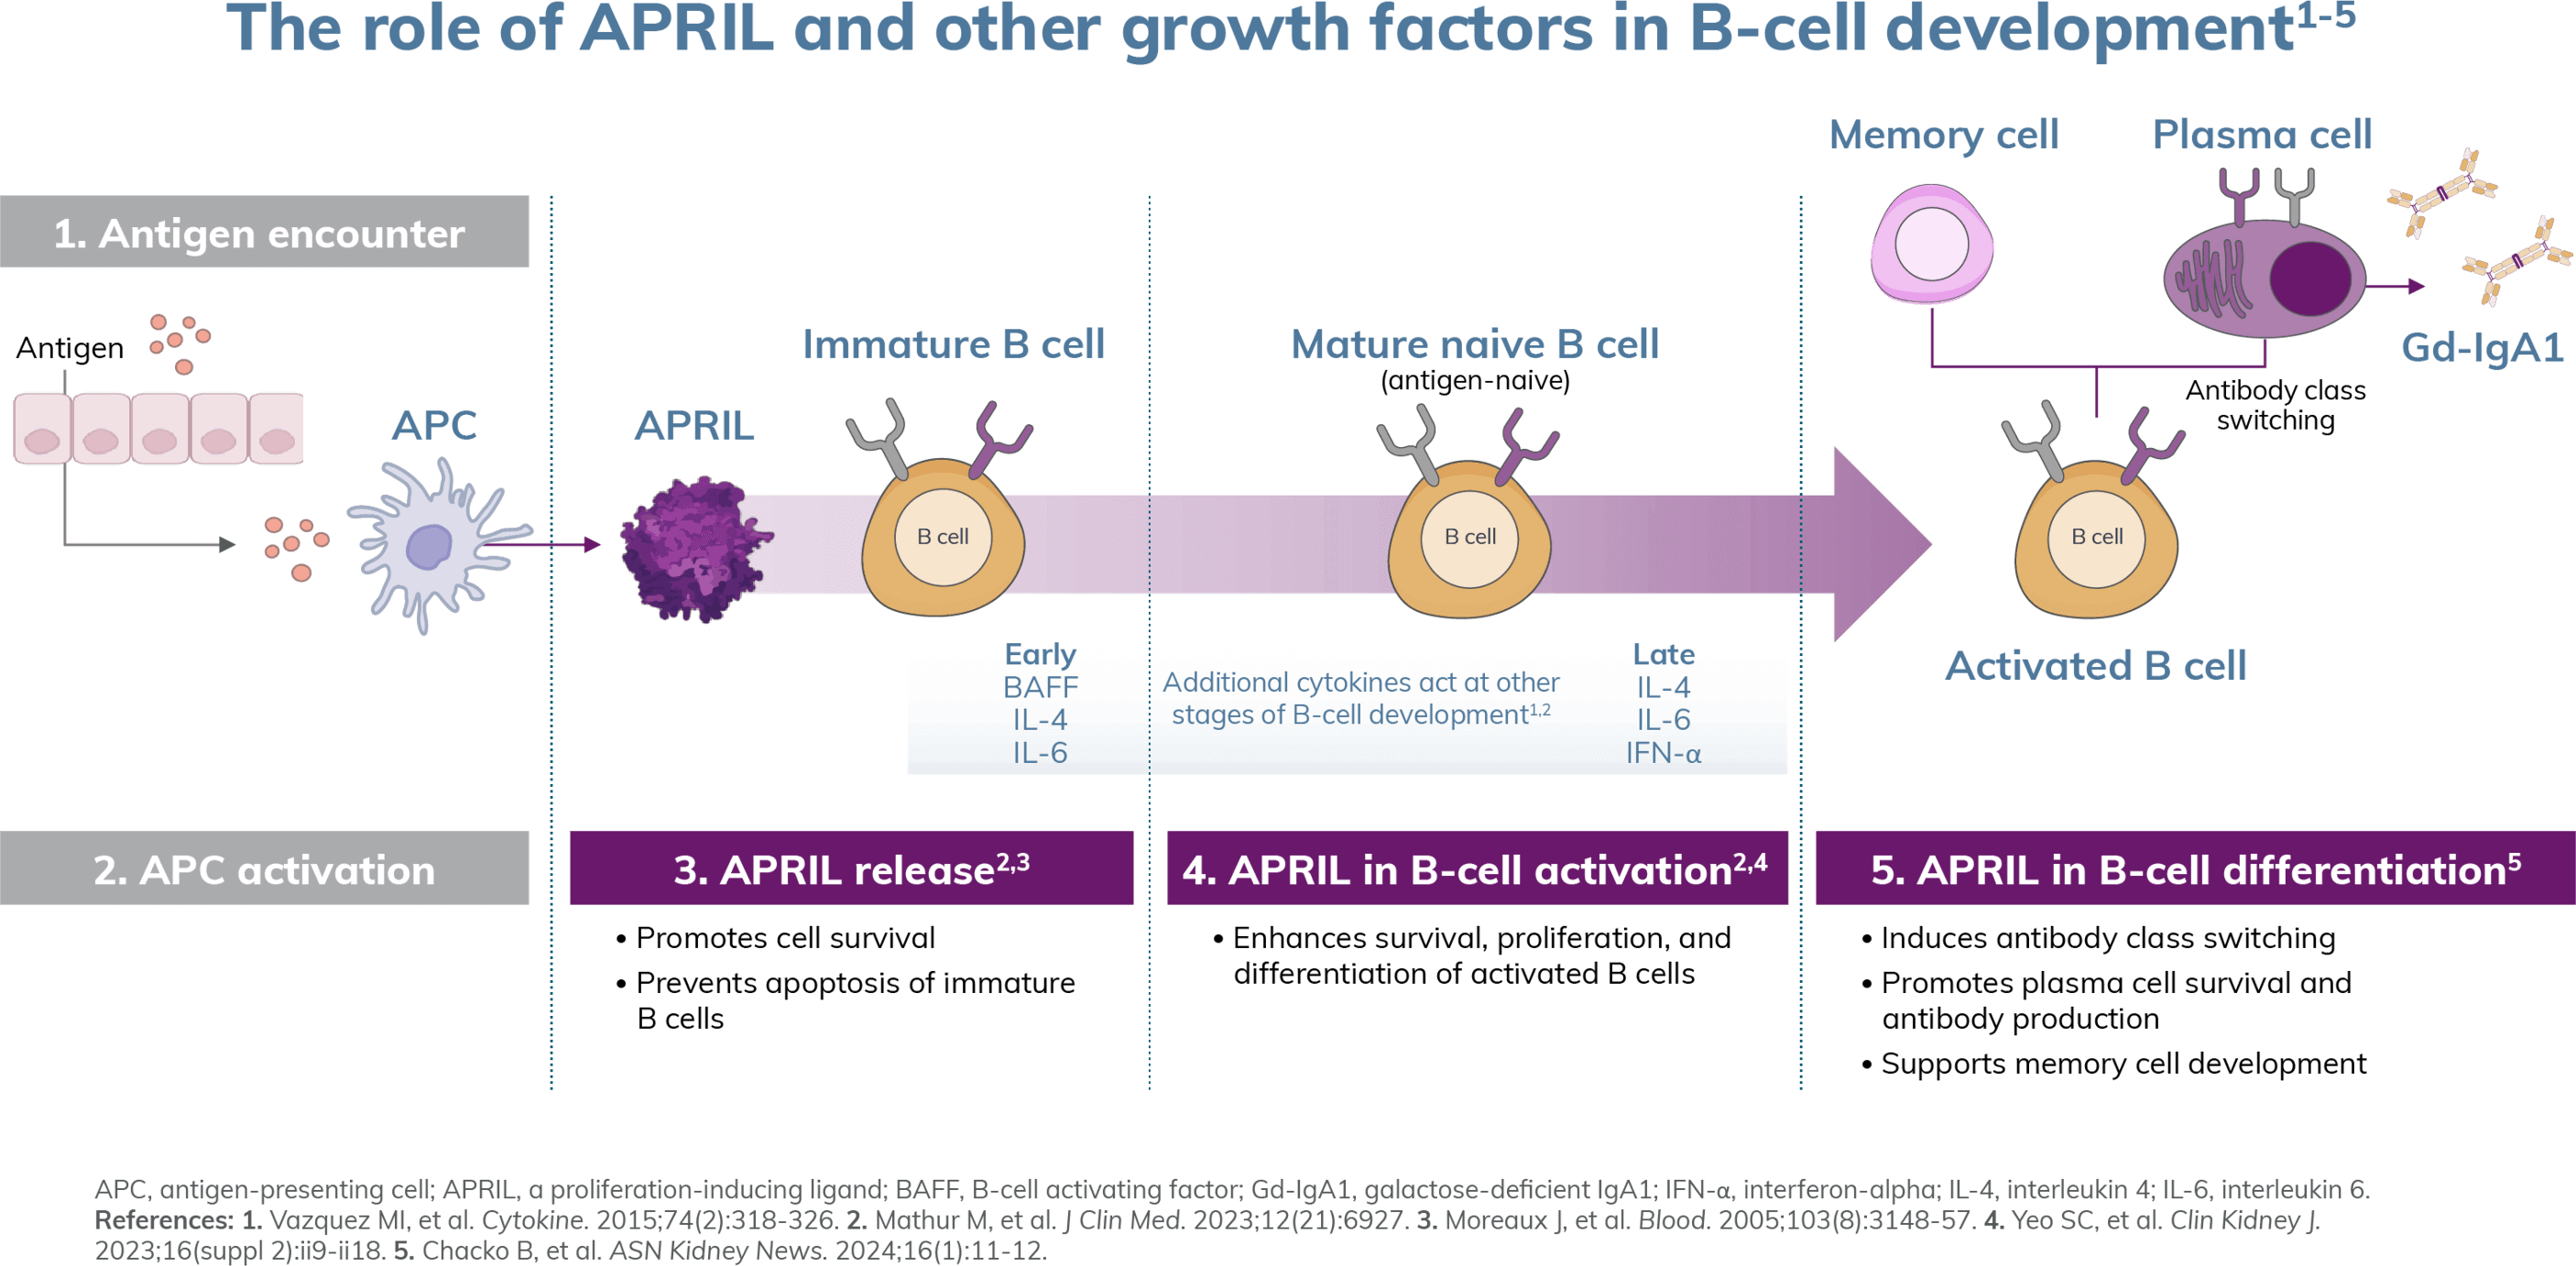 The role of APRIL and other growth factors in B-cell development1-5
1. Antigen encounter
Antigen
APC
2. APC activation
APRIL
Immature B cell
B cell
Early
BAFF
IL-4
IL-6
3. APRIL release2,3
• Promotes cell survival
• Prevents apoptosis of immature
B cells
Mature naive B cell
(antigen-naive)
B cell
Additional cytokines act at other
stages of B-cell development1,2
Late
IL-4
IL-6
IFN-α
4. APRIL in B-cell activation2,4
• Enhances survival, proliferation, and
differentiation of activated B cells
Memory cell
Plasma cell
Gd-IgA1
Antibody class
switching
B cell
Activated B cell
5. APRIL in B-cell differentiation5
• Induces antibody class switching
• Promotes plasma cell survival and
antibody production
• Supports memory cell development
APC, antigen-presenting cell; APRIL, a proliferation-inducing ligand; BAFF, B-cell activating factor; Gd-IgA1, galactose-deficient IgA1; IFN-α, interferon-alpha; IL-4, interleukin 4; IL-6, interleukin 6.
References: 1. Vazquez MI, et al. Cytokine. 2015;74(2):318-326. 2. Mathur M, et al. J Clin Med. 2023;12(21):6927. 3. Moreaux J, et al. Blood. 2005;103(8):3148-57. 4. Yeo SC, et al. Clin Kidney J.
2023;16(suppl 2):ii9-ii18. 5. Chacko B, et al. ASN Kidney News. 2024;16(1):11-12.